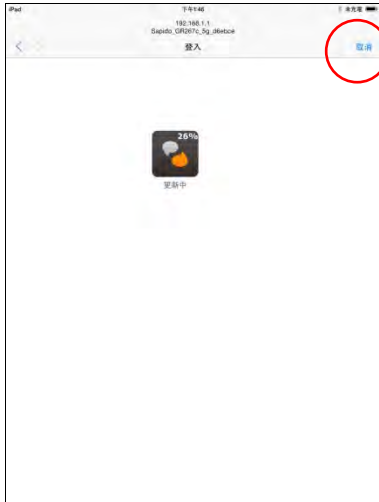 iPad
下午1:46
未充電
192.168.1.1
Sapido_GR267c_5g_d6ebce
登入
取消
26%
更新中